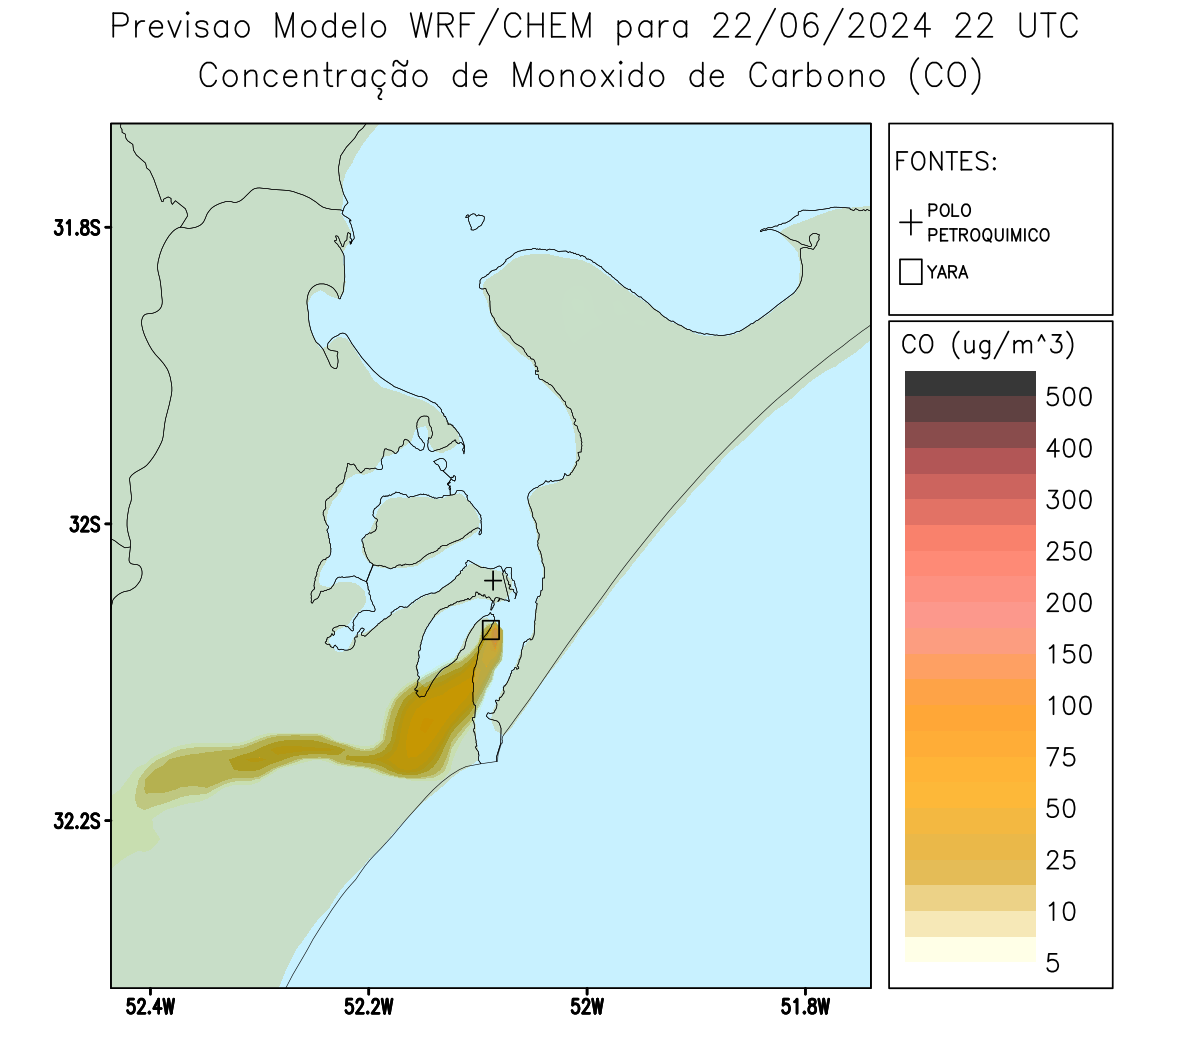 Previsao Modelo WRF/CHEM para 22/06/2024 22 UTC
Concentração de Monoxido de Carbono (CO)
FONTES:
POLO
PETROQUIMICO
YARA
CO (ug/m^3)
500
400
300
250
200
150
100
75
50
25
10
5
31.8S
32S
32.2S
52.4W
52.2W
52W
51.8W